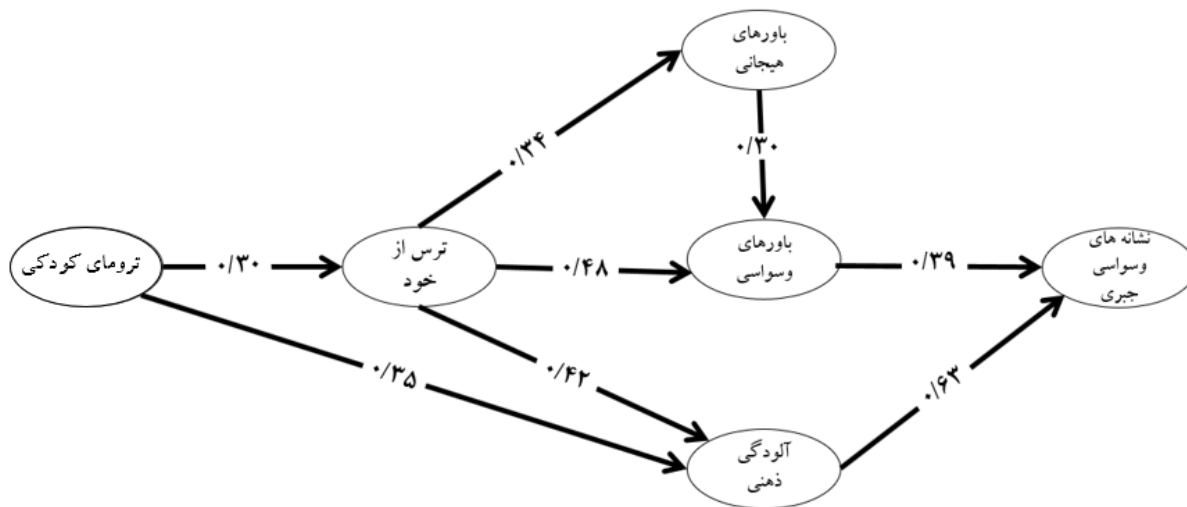 باورهای
هیجانی
۰/۳۴
۰/۳۰
ترومای کودکی
۰/۳۰
ترس از
خود
۰/۴۸
باورهای
وسواسی
۰/۳۹
نشانه های
وسواسی
جبری
۰/۳۵
۰/۴۲
۰/۶۳
آلودگی
ذهنی